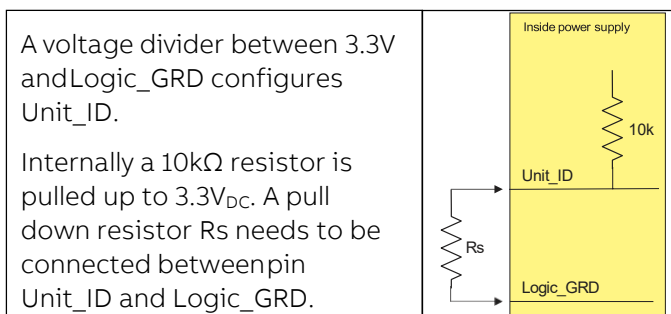 A voltage divider between 3.3V
andLogic_GRD configures
Unit_ID.
Internally a 10kΩ resistor is
pulled up to 3.3VDC. A pull
down resistor Rs needs to be
connected betweenpin
Unit_ID and Logic_GRD.
Inside power supply
10k
Unit_ID
Rs
Logic_GRD